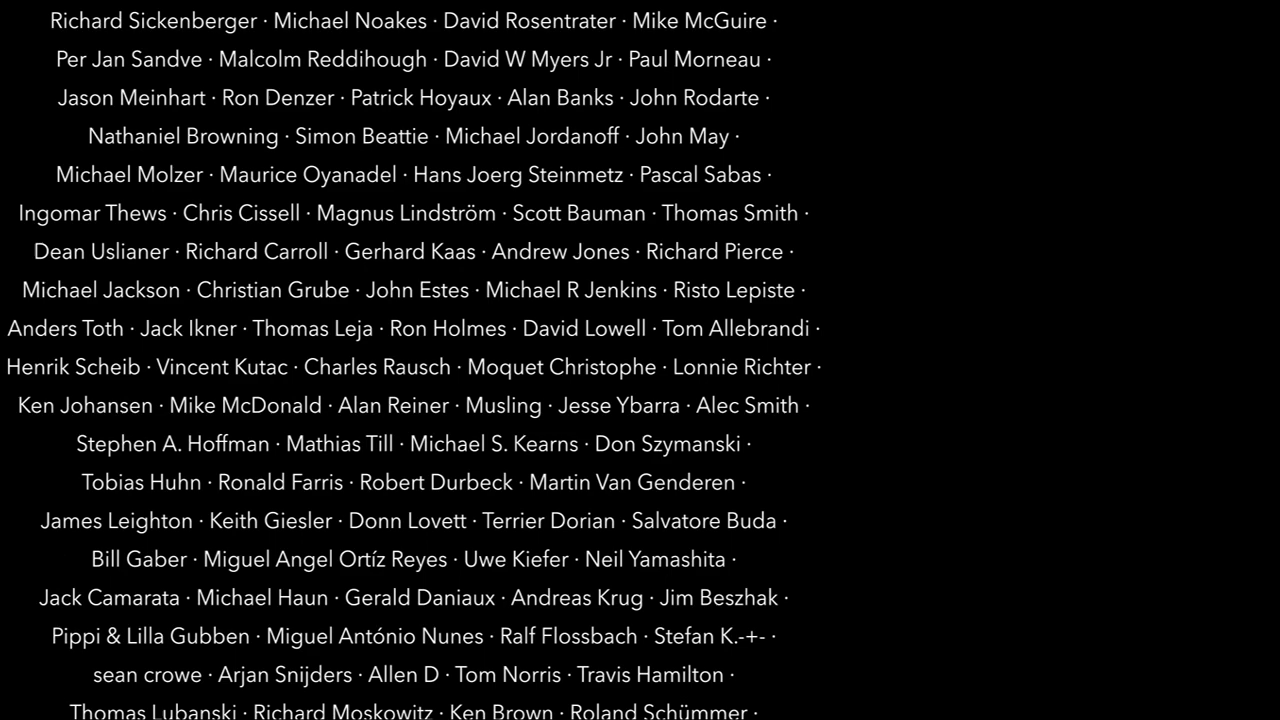 Richard Sickenberger · Michael Noakes · David Rosentrater · Mike McGuire ·
Per Jan Sandve · Malcolm Reddihough · David W Myers Jr · Paul Morneau ·
Jason Meinhart · Ron Denzer · Patrick Hoyaux · Alan Banks · John Rodarte ·
Nathaniel Browning · Simon Beattie · Michael Jordanoff · John May ·
Michael Molzer · Maurice Oyanadel · Hans Joerg Steinmetz · Pascal Sabas ·
Ingomar Thews · Chris Cissell · Magnus Lindström · Scott Bauman · Thomas Smith ·
Dean Uslianer · Richard Carroll · Gerhard Kaas · Andrew Jones · Richard Pierce ·
Michael Jackson · Christian Grube · John Estes · Michael R Jenkins · Risto Lepiste ·
Anders Toth · Jack Ikner · Thomas Leja · Ron Holmes · David Lowell · Tom Allebrandi ·
Henrik Scheib · Vincent Kutac · Charles Rausch · Moquet Christophe · Lonnie Richter ·
Ken Johansen · Mike McDonald · Alan Reiner · Musling · Jesse Ybarra · Alec Smith ·
Stephen A. Hoffman · Mathias Till · Michael S. Kearns · Don Szymanski ·
Tobias Huhn · Ronald Farris · Robert Durbeck · Martin Van Genderen ·
James Leighton · Keith Giesler · Donn Lovett · Terrier Dorian · Salvatore Buda ·
Bill Gaber · Miguel Angel Ortíz Reyes · Uwe Kiefer · Neil Yamashita ·
Jack Camarata · Michael Haun · Gerald Daniaux · Andreas Krug · Jim Beszhak ·
Pippi & Lilla Gubben · Miguel António Nunes · Ralf Flossbach · Stefan K.-+- ·
sean crowe · Arjan Snijders · Allen D · Tom Norris · Travis Hamilton ·
Thomas Lubanski · Richard Moskowitz · Ken Brown · Roland Schümmer ·